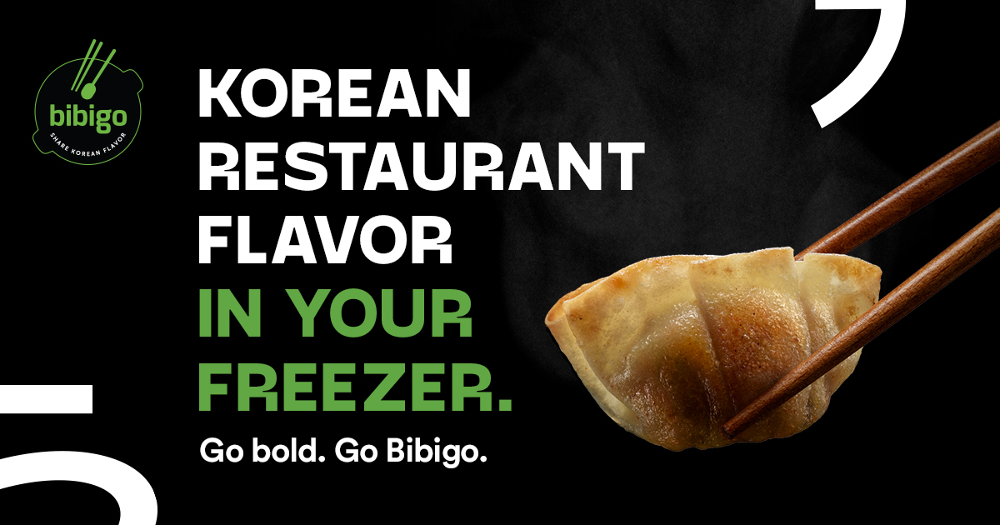 bibigo
SHARE KOREAN FLAVOR
KOREAN
RESTAURANT
FLAVOR
IN YOUR
FREEZER.
Go bold. Go Bibigo.